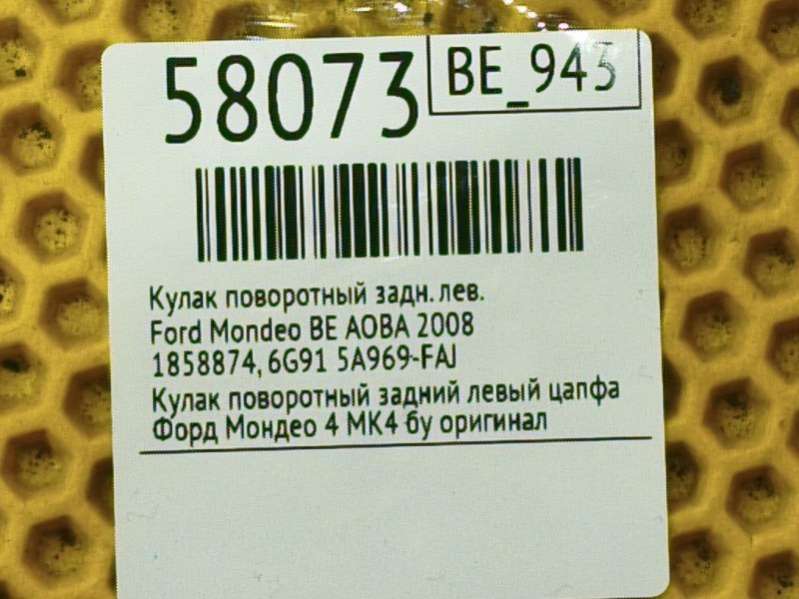 58073
BE_943
Кулак поворотный задн. лев.
Ford Mondeo BE AOBA 2008
1858874, 6G91 5A969-FAJ
Кулак поворотный задний левый цапфа
Форд Мондео 4 МК4 бу оригинал